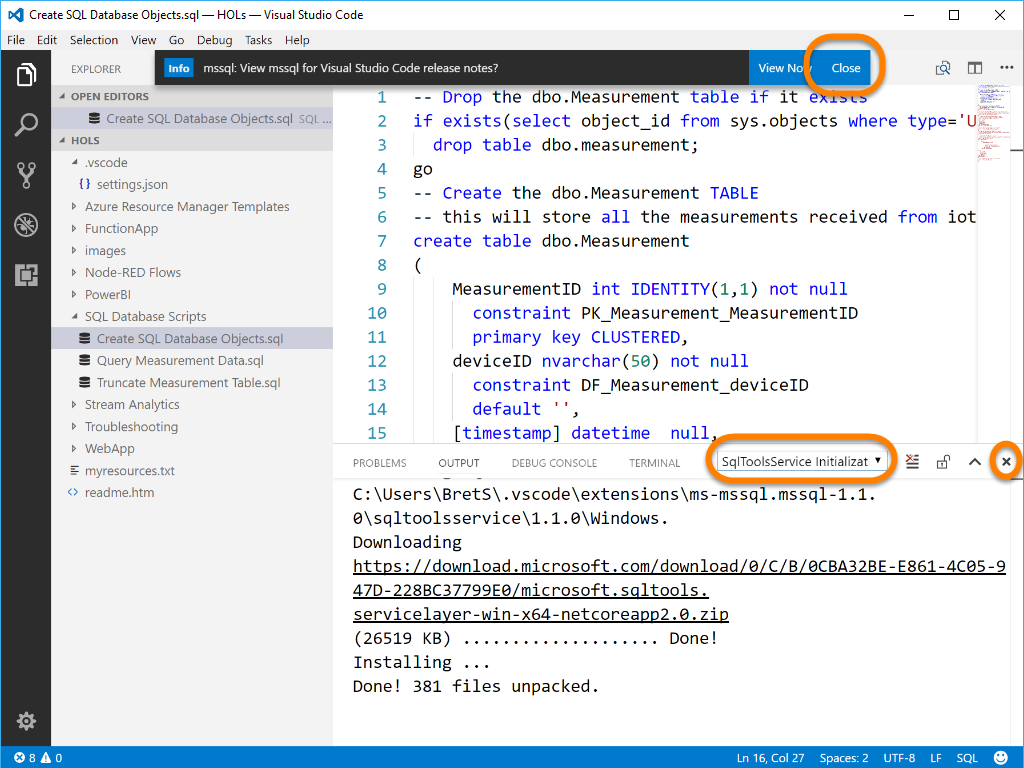 Create SQL Database Objects.sql — HOLs — Visual Studio Code
File Edit Selection View Go Debug Tasks Help
EXPLORER
Info mssql: View mssql for Visual Studio Code release notes? View Now Close
OPEN EDITORS
Create SQL Database Objects.sql SQL ...
HOLS
.vscode
{} settings.json
Azure Resource Manager Templates
FunctionApp
images
Node-RED Flows
PowerBI
SQL Database Scripts
Create SQL Database Objects.sql
Query Measurement Data.sql
Truncate Measurement Table.sql
Stream Analytics
Troubleshooting
WebApp
myresources.txt
<> readme.htm
1 -- Drop the dbo.Measurement table if it exists
2 if exists(select object_id from sys.objects where type='U
3 drop table dbo.measurement;
4 go
5 -- Create the dbo.Measurement TABLE
6 -- this will store all the measurements received from iot
7 create table dbo.Measurement
8 (
9 MeasurementID int IDENTITY(1,1) not null
10 constraint PK_Measurement_MeasurementID
11 primary key CLUSTERED,
12 deviceID nvarchar(50) not null
13 constraint DF_Measurement_deviceID
14 default '',
15 [timestamp] datetime null,
PROBLEMS OUTPUT DEBUG CONSOLE TERMINAL SqlToolsService Initializat
C:\Users\BretS\.vscode\extensions\ms-mssql.mssql-1.1.
0\sqltoolsservice\1.1.0\Windows.
Downloading
https://download.microsoft.com/download/0/C/B/0CBA32BE-E861-4C05-9
47D-228BC37799E0/microsoft.sqltools.
servicelayer-win-x64-netcoreapp2.0.zip
(26519 KB) .................... Done!
Installing ...
Done! 381 files unpacked.
8 0 Ln 16, Col 27 Spaces: 2 UTF-8 LF SQL